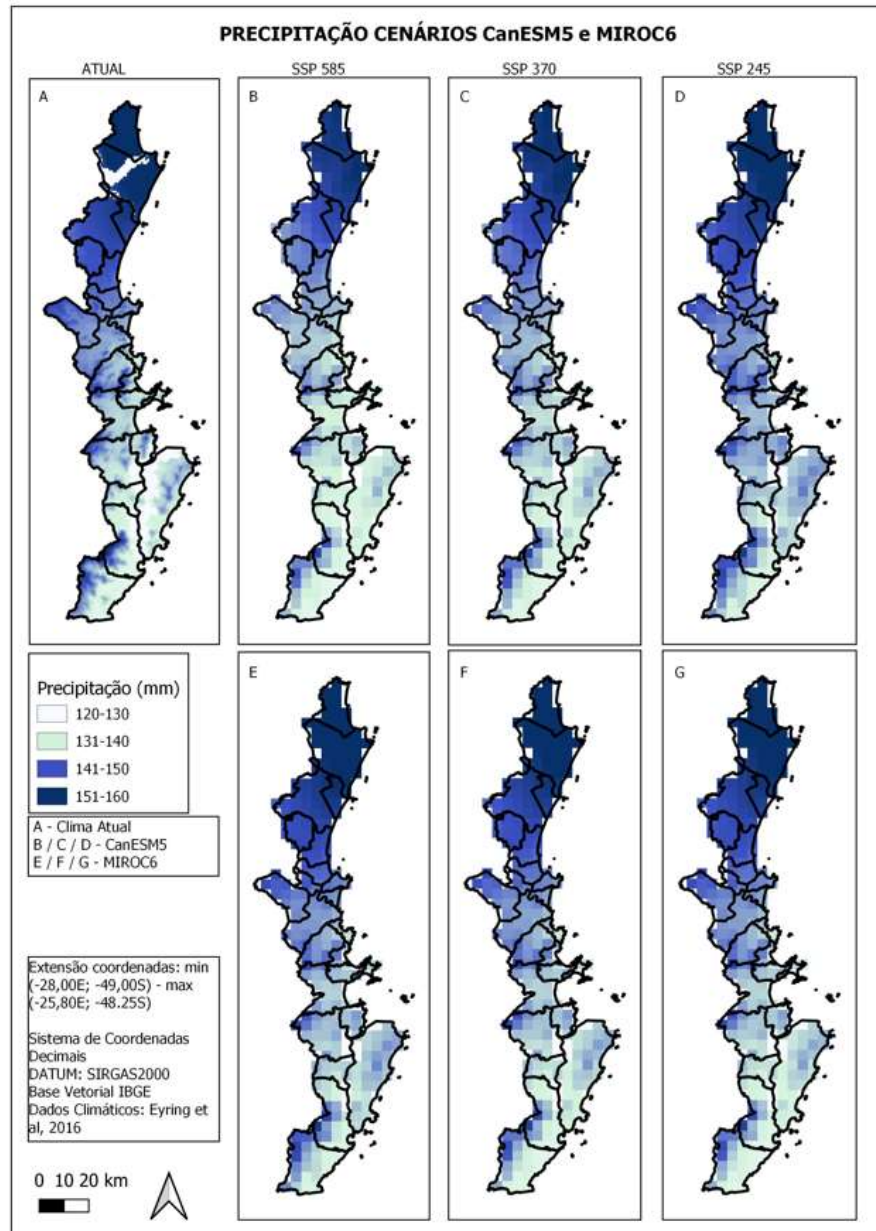 PRECIPITAÇÃO CENÁRIOS CanESM5 e MIROC6
ATUAL
SSP 585
SSP 370
SSP 245
A
B
C
D
Precipitação (mm)
120-130
131-140
141-150
151-160
A - Clima Atual
B / C / D - CanESM5
E / F / G - MIROC6
Extensão coordenadas: min
(-28,00E; -49,00S) - max
(-25,80E; -48.25S)
Sistema de Coordenadas
Decimais
DATUM: SIRGAS2000
Base Vetorial IBGE
Dados Climáticos: Eyring et
al, 2016
0 10 20 km
E
F
G